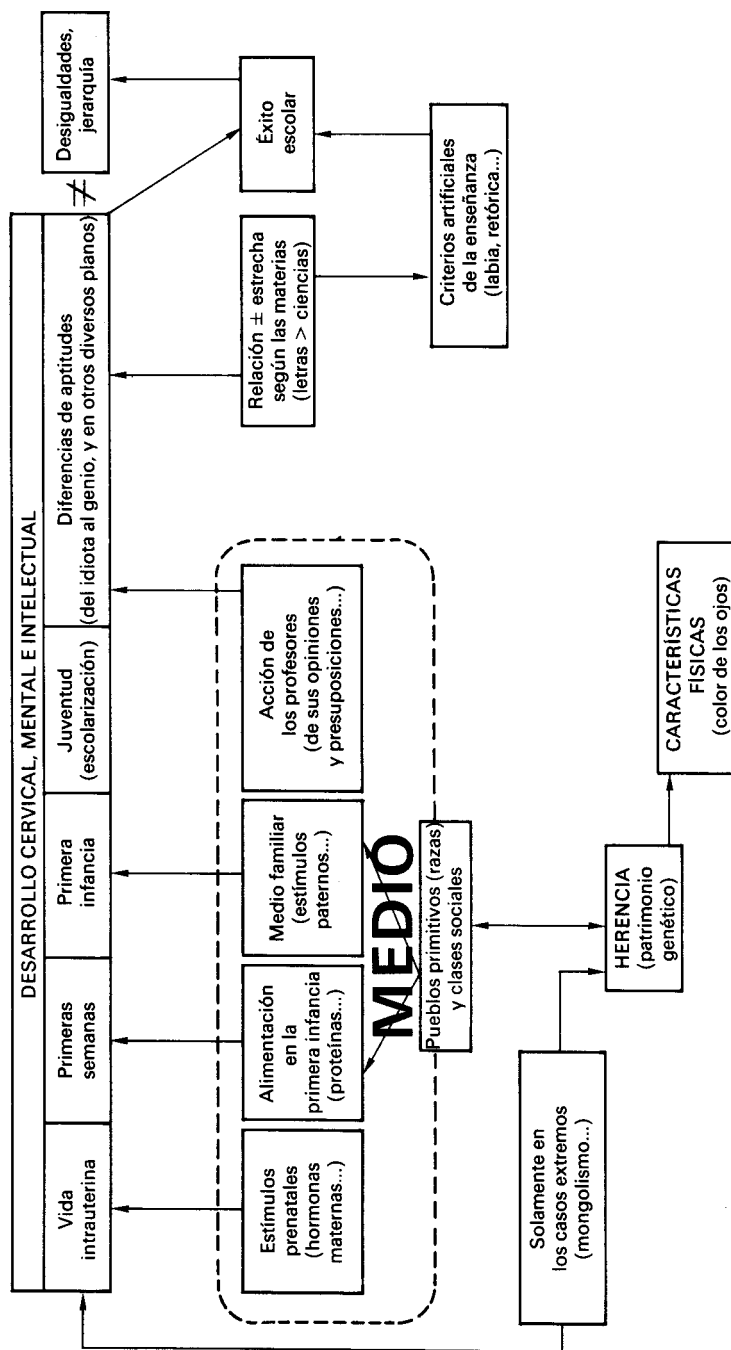 DESARROLLO CERVICAL, MENTAL E INTELECTUAL
Vida
intrauterina
Primeras
semanas
Primera
infancia
Juventud
(escolarización)
Diferencias de aptitudes
(del idiota al genio, y en otros diversos planos)
≠
Desigualdades,
jerarquía
Estímulos
prenatales
(hormonas
maternas...)
Alimentación
en la
primera infancia
(proteínas...)
Medio familiar
(estímulos
paternos...)
Acción de
los profesores
(de sus opiniones
y presuposiciones...)
Relación ± estrecha
según las materias
(letras > ciencias)
Éxito
escolar
MEDIO
Pueblos primitivos (razas)
y clases sociales
Criterios artificiales
de la enseñanza
(labia, retórica...)
Solamente en
los casos extremos
(mongolismo...)
HERENCIA
(patrimonio
genético)
CARACTERÍSTICAS
FÍSICAS
(color de los ojos)